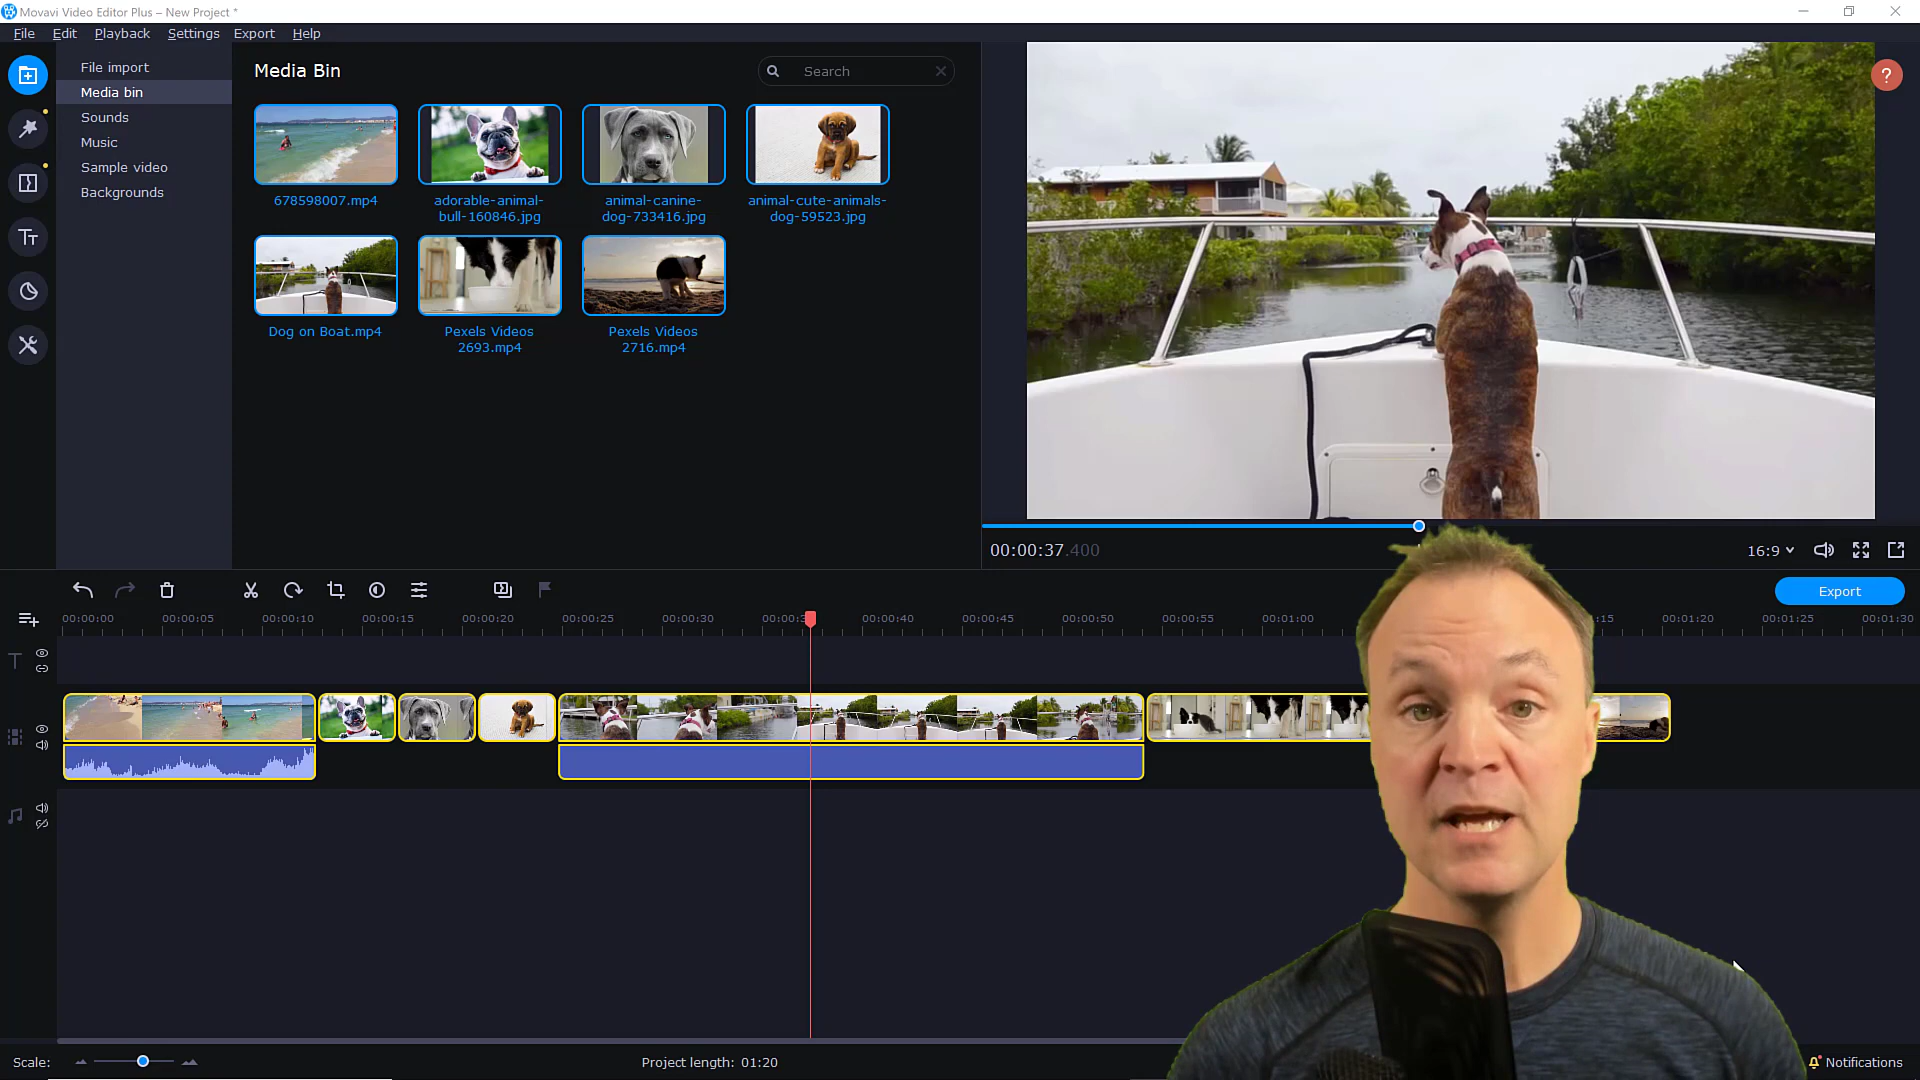 Movavi Video Editor Plus – New Project *
File Edit Playback Settings Export Help
File import
Media bin
Sounds
Music
Sample video
Backgrounds
Media Bin
Search
678598007.mp4
adorable-animal-
bull-160846.jpg
animal-canine-
dog-733416.jpg
animal-cute-animals-
dog-59523.jpg
Dog on Boat.mp4
Pexels Videos
2693.mp4
Pexels Videos
2716.mp4
?
00:00:37.400
16:9
Export
00:00:00 00:00:05 00:00:10 00:00:15 00:00:20 00:00:25 00:00:30 00:00:3 00:00:40 00:00:45 00:00:50 00:00:55 00:01:00 :15 00:01:20 00:01:25 00:01:30
Scale:
Project length: 01:20
Notifications